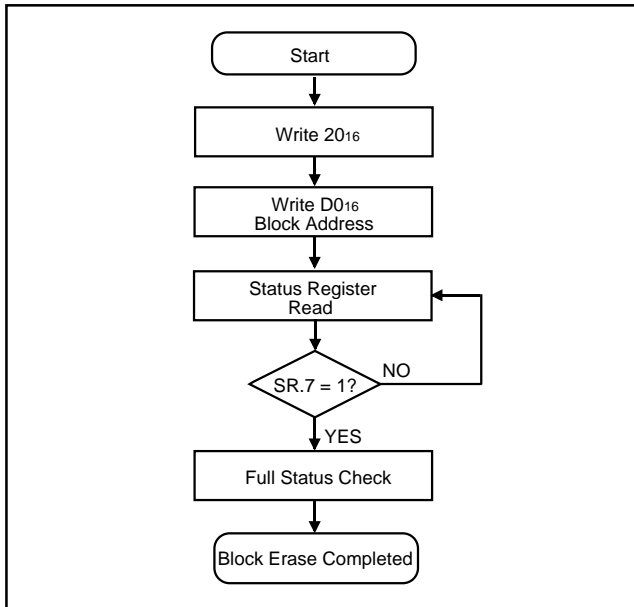 Start
Write 20₁₆
Write D0₁₆
Block Address
Status Register
Read
SR.7 = 1?
NO
YES
Full Status Check
Block Erase Completed